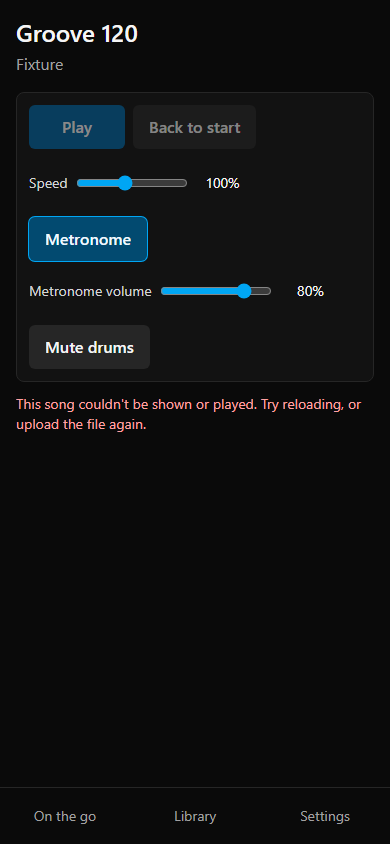 Groove 120
Fixture
Play Back to start
Speed 100%
Metronome
Metronome volume 80%
Mute drums
This song couldn't be shown or played. Try reloading, or
upload the file again.
On the go Library Settings